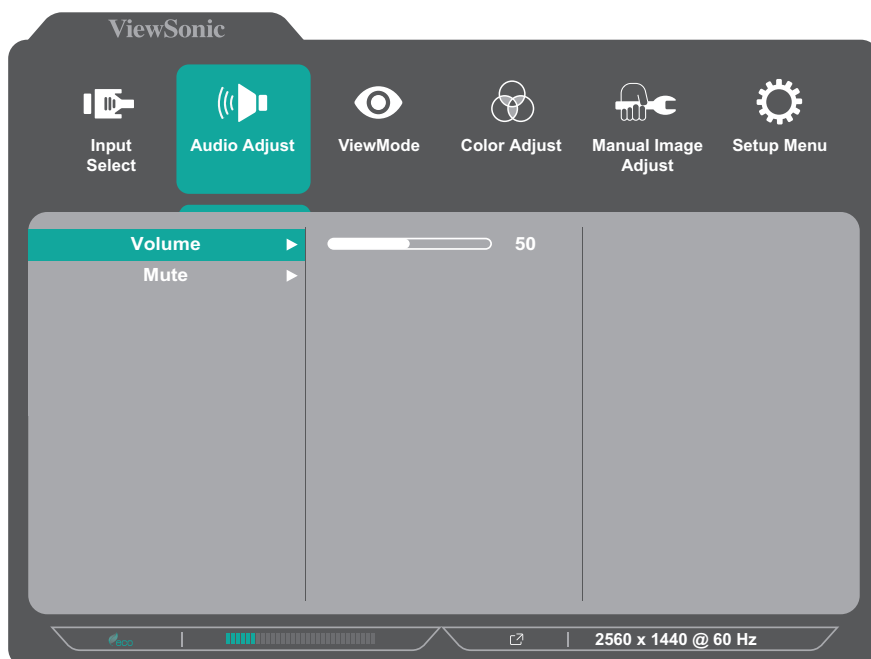 ViewSonic
Input
Select
Audio Adjust
ViewMode
Color Adjust
Manual Image
Adjust
Setup Menu
Volume
50
Mute
eco
2560 x 1440 @ 60 Hz